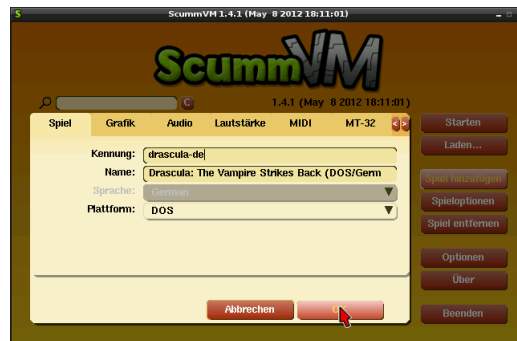 S ScummVM 1.4.1 (May 8 2012 18:11:01)
ScummVM
C 1.4.1 (May 8 2012 18:11:01)
Spiel Grafik Audio Lautstärke MIDI MT-32 < >
Starten
Laden...
Kennung: drascula-de
Name: Drascula: The Vampire Strikes Back (DOS/Germ
Spiel hinzufügen
Sprache: German
Spieloptionen
Plattform: DOS
Spiel entfernen
Optionen
Über
Abbrechen
Beenden